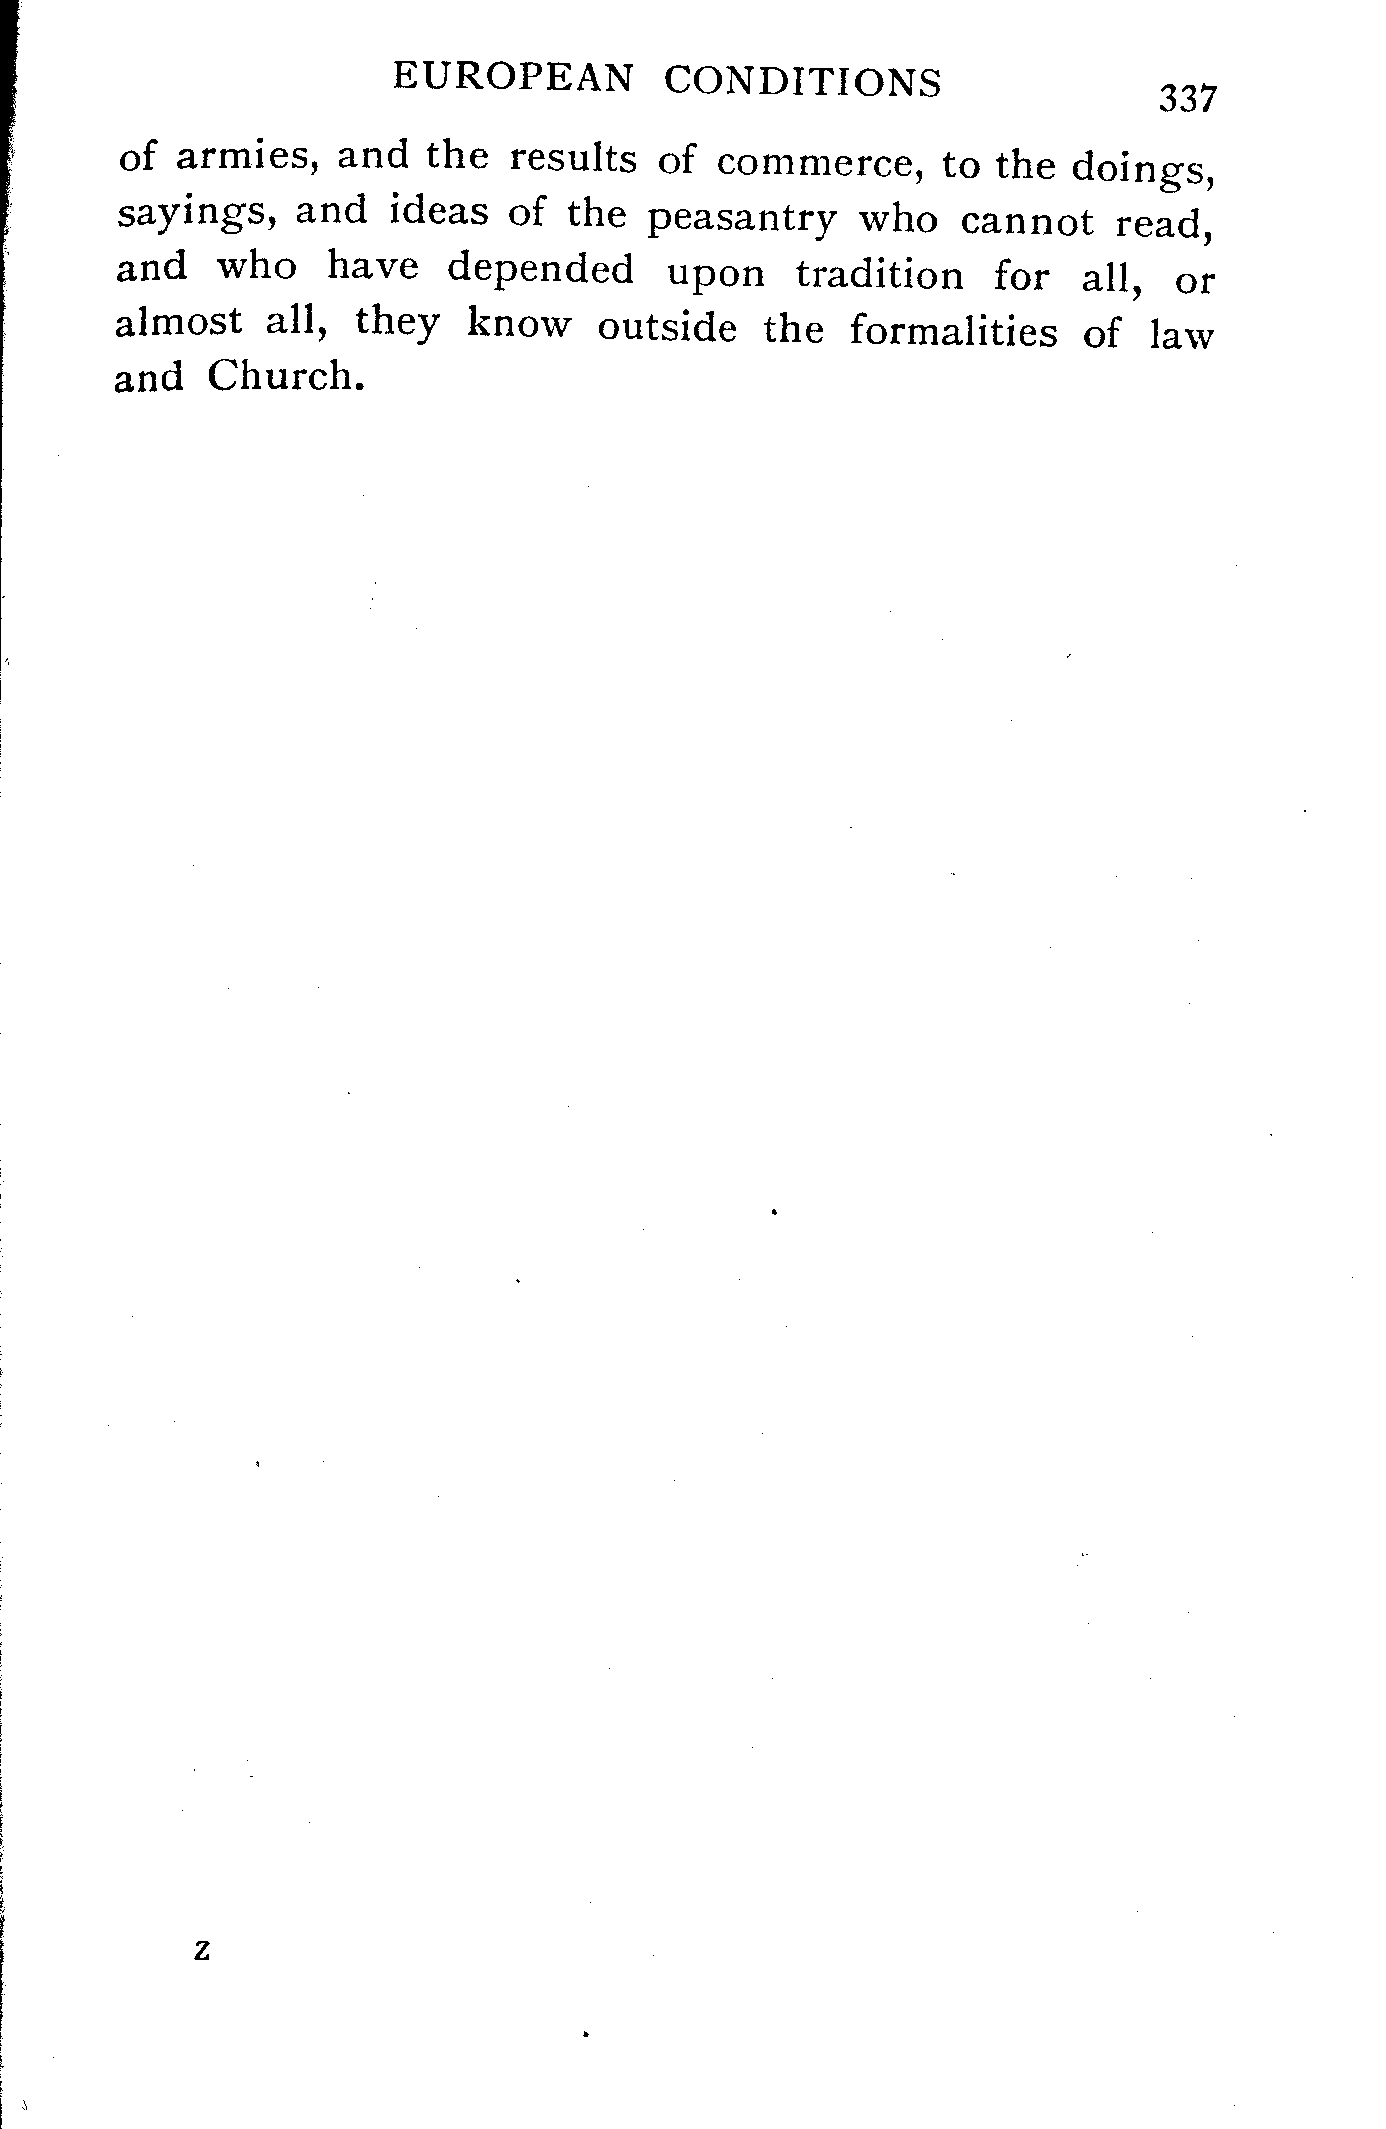 EUROPEAN CONDITIONS 337
of armies, and the results of commerce, to the doings,
sayings, and ideas of the peasantry who cannot read,
and who have depended upon tradition for all, or
almost all, they know outside the formalities of law
and Church.
Z